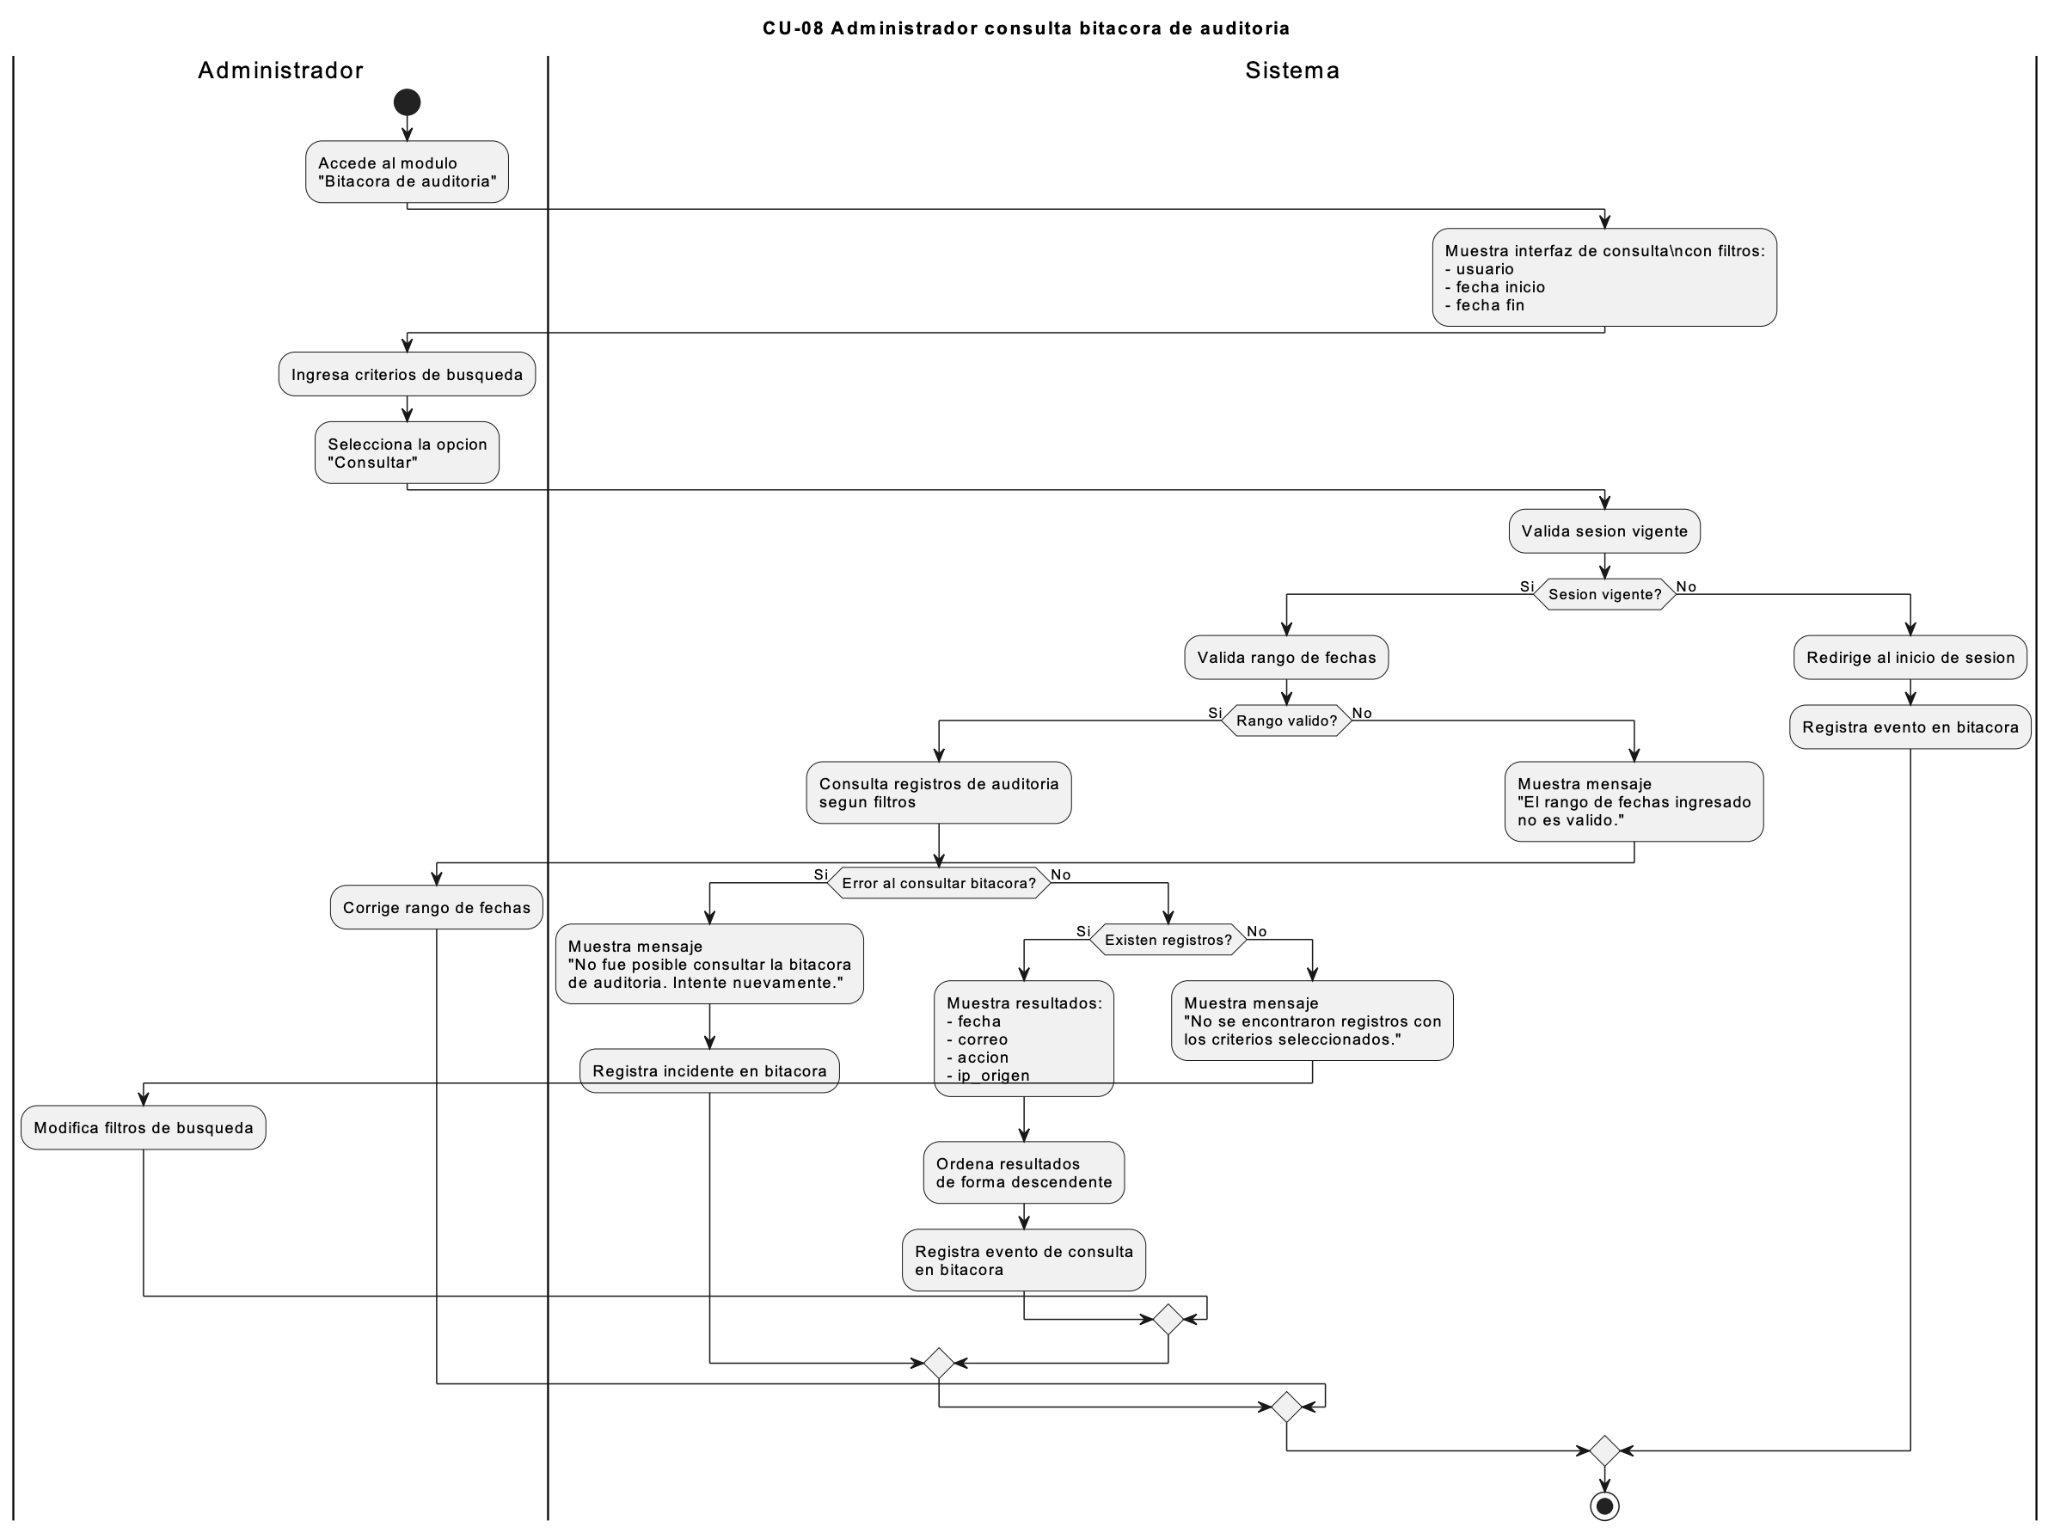 CU-08 Administrador consulta bitacora de auditoria
Administrador
Sistema
Accede al modulo
"Bitacora de auditoria"
Muestra interfaz de consulta\ncon filtros:
- usuario
- fecha inicio
- fecha fin
Ingresa criterios de busqueda
Selecciona la opcion
"Consultar"
Valida sesion vigente
Si
Sesion vigente?
No
Valida rango de fechas
Redirige al inicio de sesion
Si
Rango valido?
No
Registra evento en bitacora
Consulta registros de auditoria
segun filtros
Muestra mensaje
"El rango de fechas ingresado
no es valido."
Si
Error al consultar bitacora?
No
Corrige rango de fechas
Muestra mensaje
"No fue posible consultar la bitacora
de auditoria. Intente nuevamente."
Si
Existen registros?
No
Muestra resultados:
- fecha
- correo
- accion
- ip_origen
Muestra mensaje
"No se encontraron registros con
los criterios seleccionados."
Registra incidente en bitacora
Modifica filtros de busqueda
Ordena resultados
de forma descendente
Registra evento de consulta
en bitacora